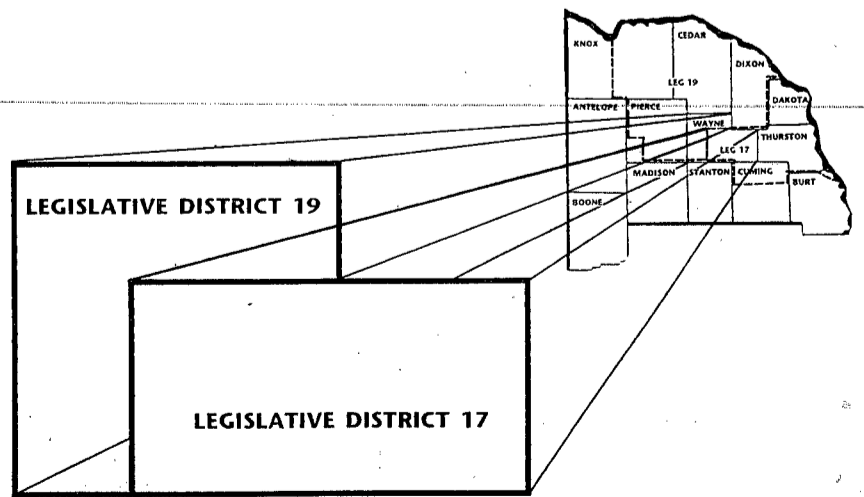 KNOX
CEDAR
DIXON
LEG 19
DAKOTA
ANTELOPE
PIERCE
WAYNE
THURSTON
LEG 17
MADISON
STANTON
CUMING
BURT
BOONE
LEGISLATIVE DISTRICT 19
LEGISLATIVE DISTRICT 17